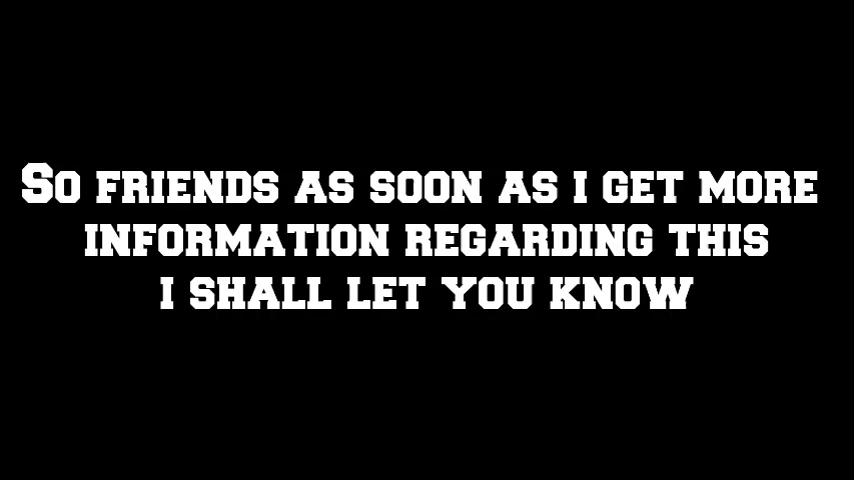 So friends as soon as i get more
information regarding this
i shall let you know